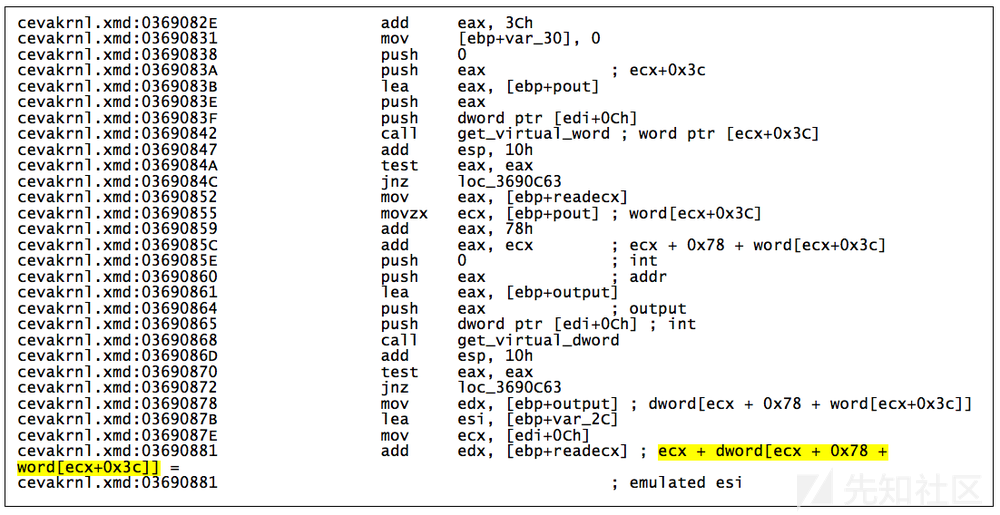 cevakrnl.xmd:0369082E add eax, 3Ch
cevakrnl.xmd:03690831 mov [ebp+var_30], 0
cevakrnl.xmd:03690838 push 0
cevakrnl.xmd:0369083A push eax ; ecx+0x3c
cevakrnl.xmd:0369083B lea eax, [ebp+pout]
cevakrnl.xmd:0369083E push eax
cevakrnl.xmd:0369083F push dword ptr [edi+0Ch]
cevakrnl.xmd:03690842 call get_virtual_word ; word ptr [ecx+0x3C]
cevakrnl.xmd:03690847 add esp, 10h
cevakrnl.xmd:0369084A test eax, eax
cevakrnl.xmd:0369084C jnz loc_3690C63
cevakrnl.xmd:03690852 mov eax, [ebp+readecx]
cevakrnl.xmd:03690855 movzx ecx, [ebp+pout] ; word[ecx+0x3C]
cevakrnl.xmd:03690859 add eax, 78h
cevakrnl.xmd:0369085C add eax, ecx ; ecx + 0x78 + word[ecx+0x3c]
cevakrnl.xmd:0369085E push 0 ; int
cevakrnl.xmd:03690860 push eax ; addr
cevakrnl.xmd:03690861 lea eax, [ebp+output]
cevakrnl.xmd:03690864 push eax ; output
cevakrnl.xmd:03690865 push dword ptr [edi+0Ch] ; int
cevakrnl.xmd:03690868 call get_virtual_dword
cevakrnl.xmd:0369086D add esp, 10h
cevakrnl.xmd:03690870 test eax, eax
cevakrnl.xmd:03690872 jnz loc_3690C63
cevakrnl.xmd:03690878 mov edx, [ebp+output] ; dword[ecx + 0x78 + word[ecx+0x3c]]
cevakrnl.xmd:0369087B lea esi, [ebp+var_2C]
cevakrnl.xmd:0369087E mov ecx, [edi+0Ch]
cevakrnl.xmd:03690881 add edx, [ebp+readecx] ; ecx + dword[ecx + 0x78 +
word[ecx+0x3c]] =
cevakrnl.xmd:03690881 ; emulated esi
先知社区